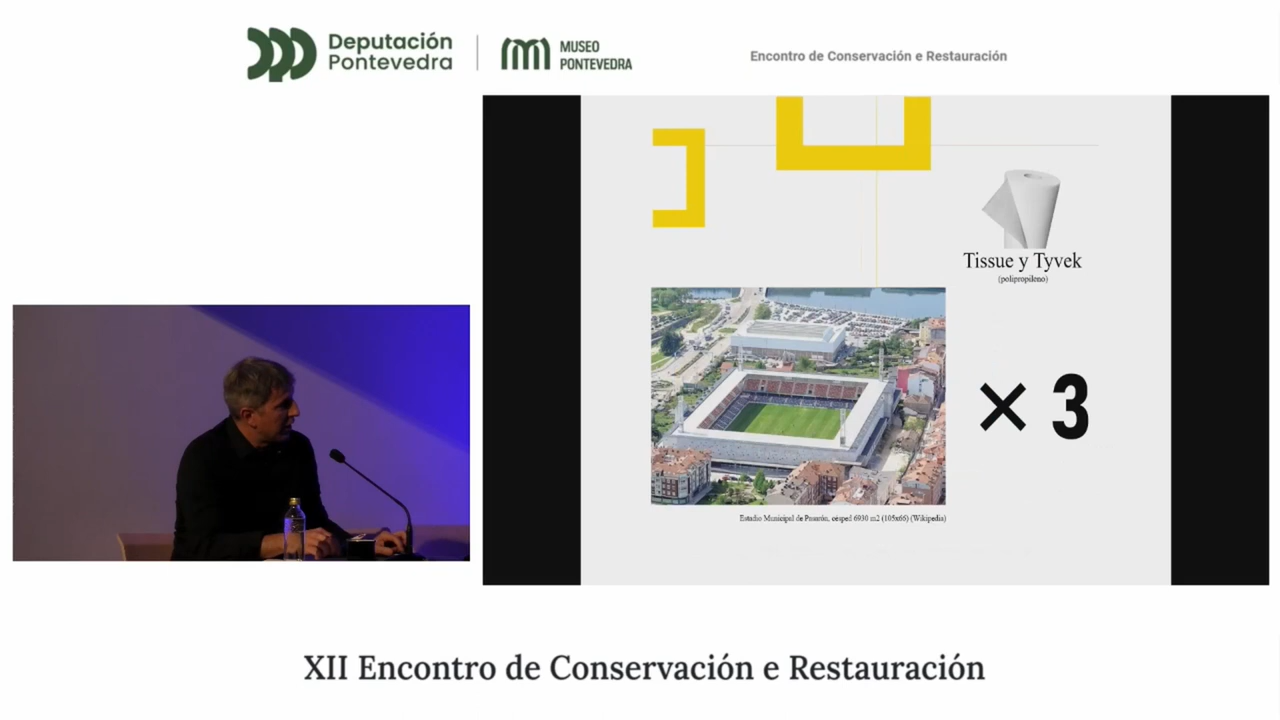 Deputación
Pontevedra
MUSEO
PONTEVEDRA
Encontro de Conservación e Restauración
Tissue y Tyvek
(polipropileno)
× 3
Estadio Municipal de Pasarón, césped 6930 m2 (105x66) (Wikipedia)
XII Encontro de Conservación e Restauración